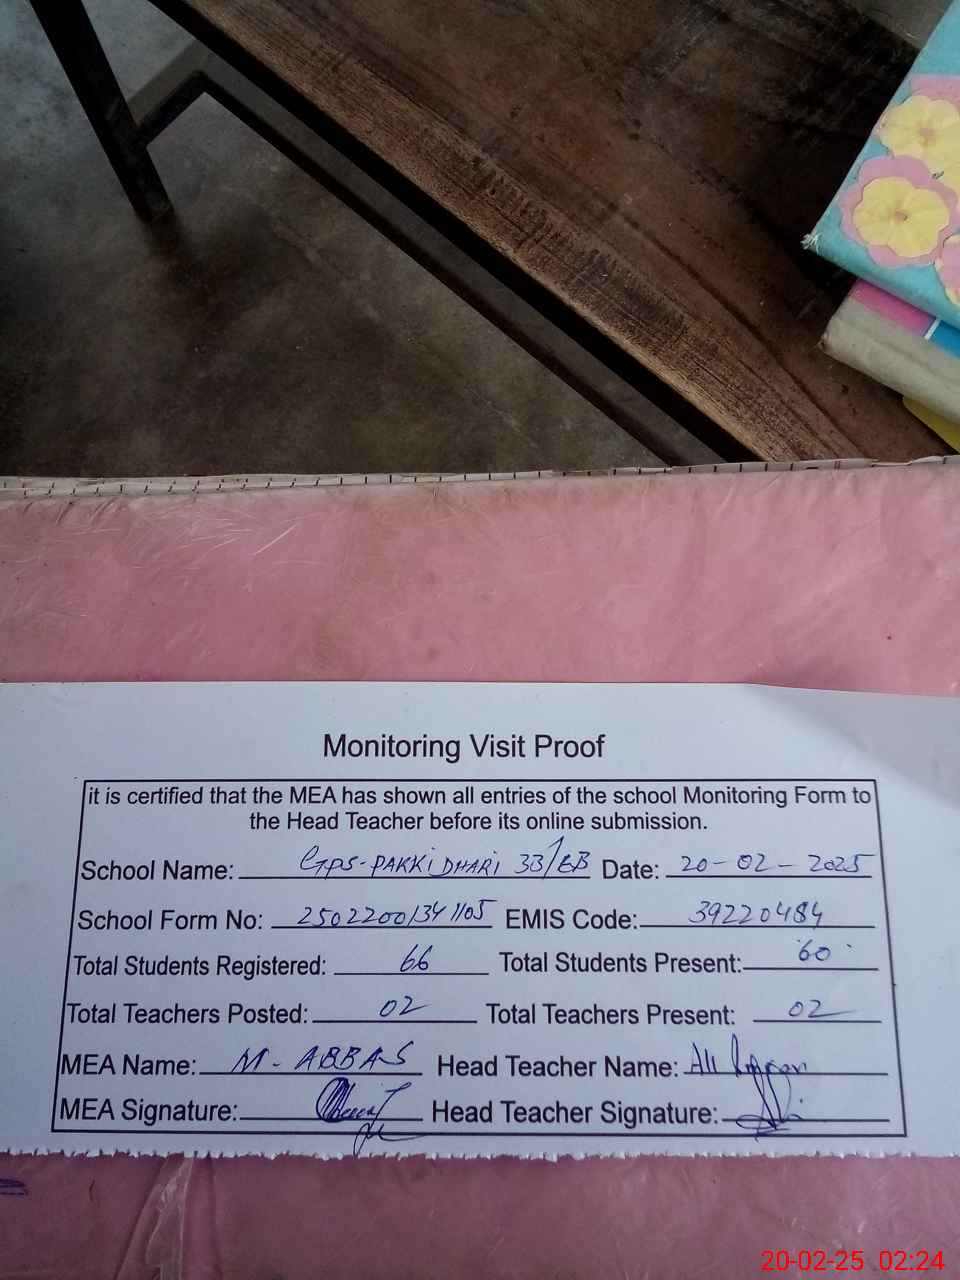 Monitoring Visit Proof
it is certified that the MEA has shown all entries of the school Monitoring Form to
the Head Teacher before its online submission.
School Name: GPS-PAKKI DHARI 33/EB Date: 20-02-2025
School Form No: 25022001341105 EMIS Code: 39220484
Total Students Registered: 66 Total Students Present: 60
Total Teachers Posted: 02 Total Teachers Present: 02
MEA Name: M-ABBAS Head Teacher Name:
MEA Signature: Head Teacher Signature:
20-02-25 02:24